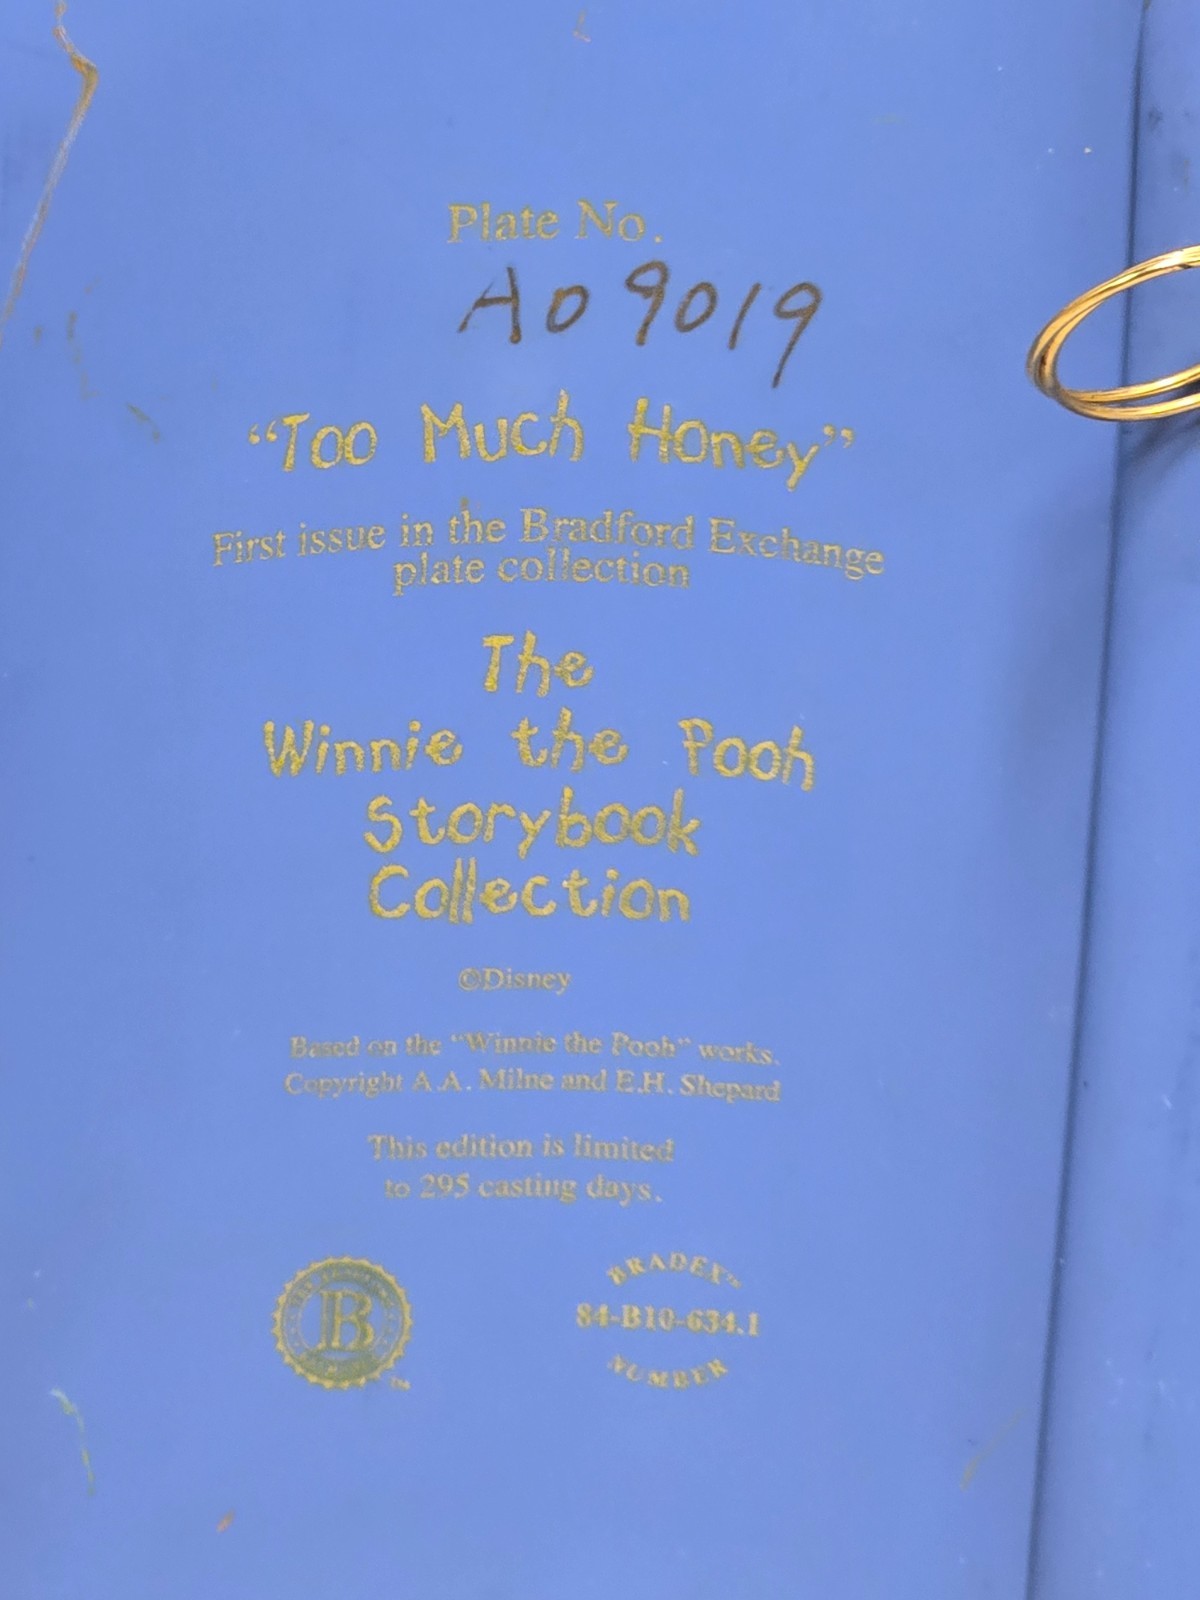 Plate No.
A09019
“Too Much Honey”
First issue in the Bradford Exchange
plate collection
The
Winnie the Pooh
Storybook
Collection
©Disney
Based on the "Winnie the Pooh" works.
Copyright A.A. Milne and E.H. Shepard
This edition is limited
to 295 casting days.
B
™
BRADEX™
84-B10-634.1
NUMBER